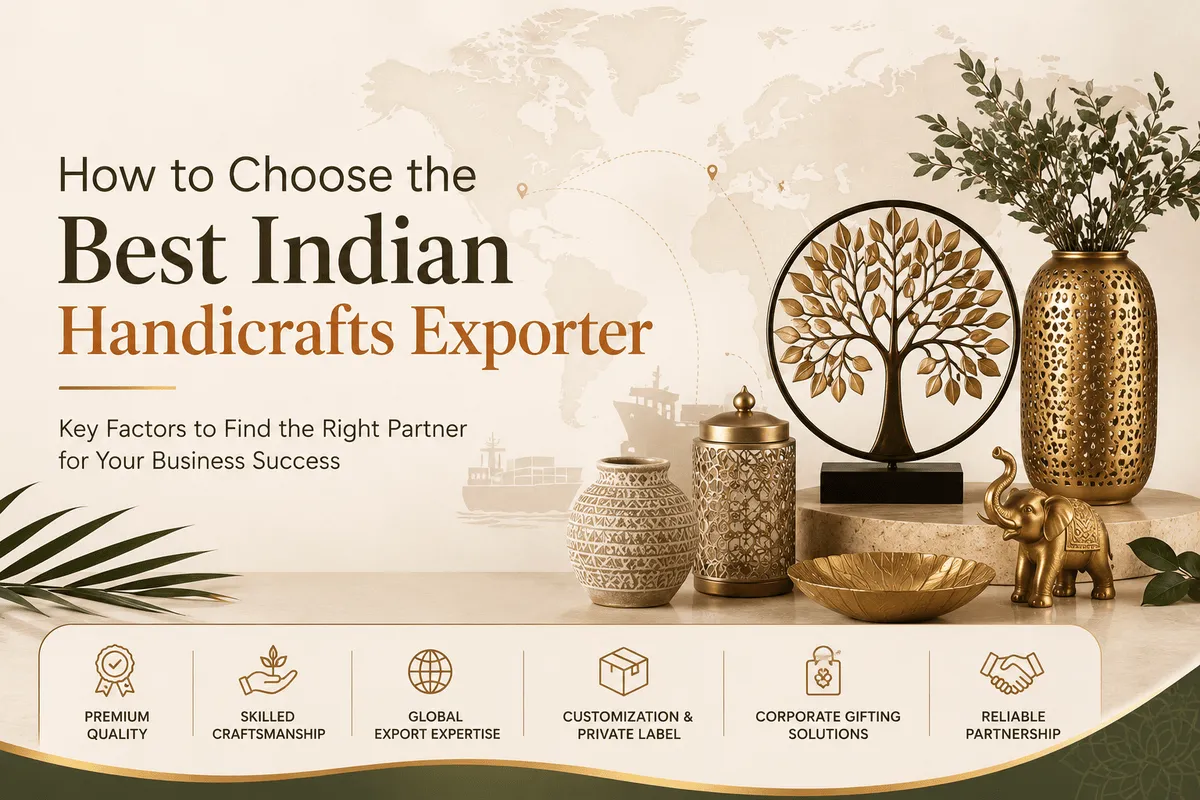 How to Choose the
Best Indian
Handicrafts Exporter
Key Factors to Find the Right Partner
for Your Business Success
PREMIUM
QUALITY
SKILLED
CRAFTSMANSHIP
GLOBAL
EXPORT EXPERTISE
CUSTOMIZATION &
PRIVATE LABEL
CORPORATE GIFTING
SOLUTIONS
RELIABLE
PARTNERSHIP